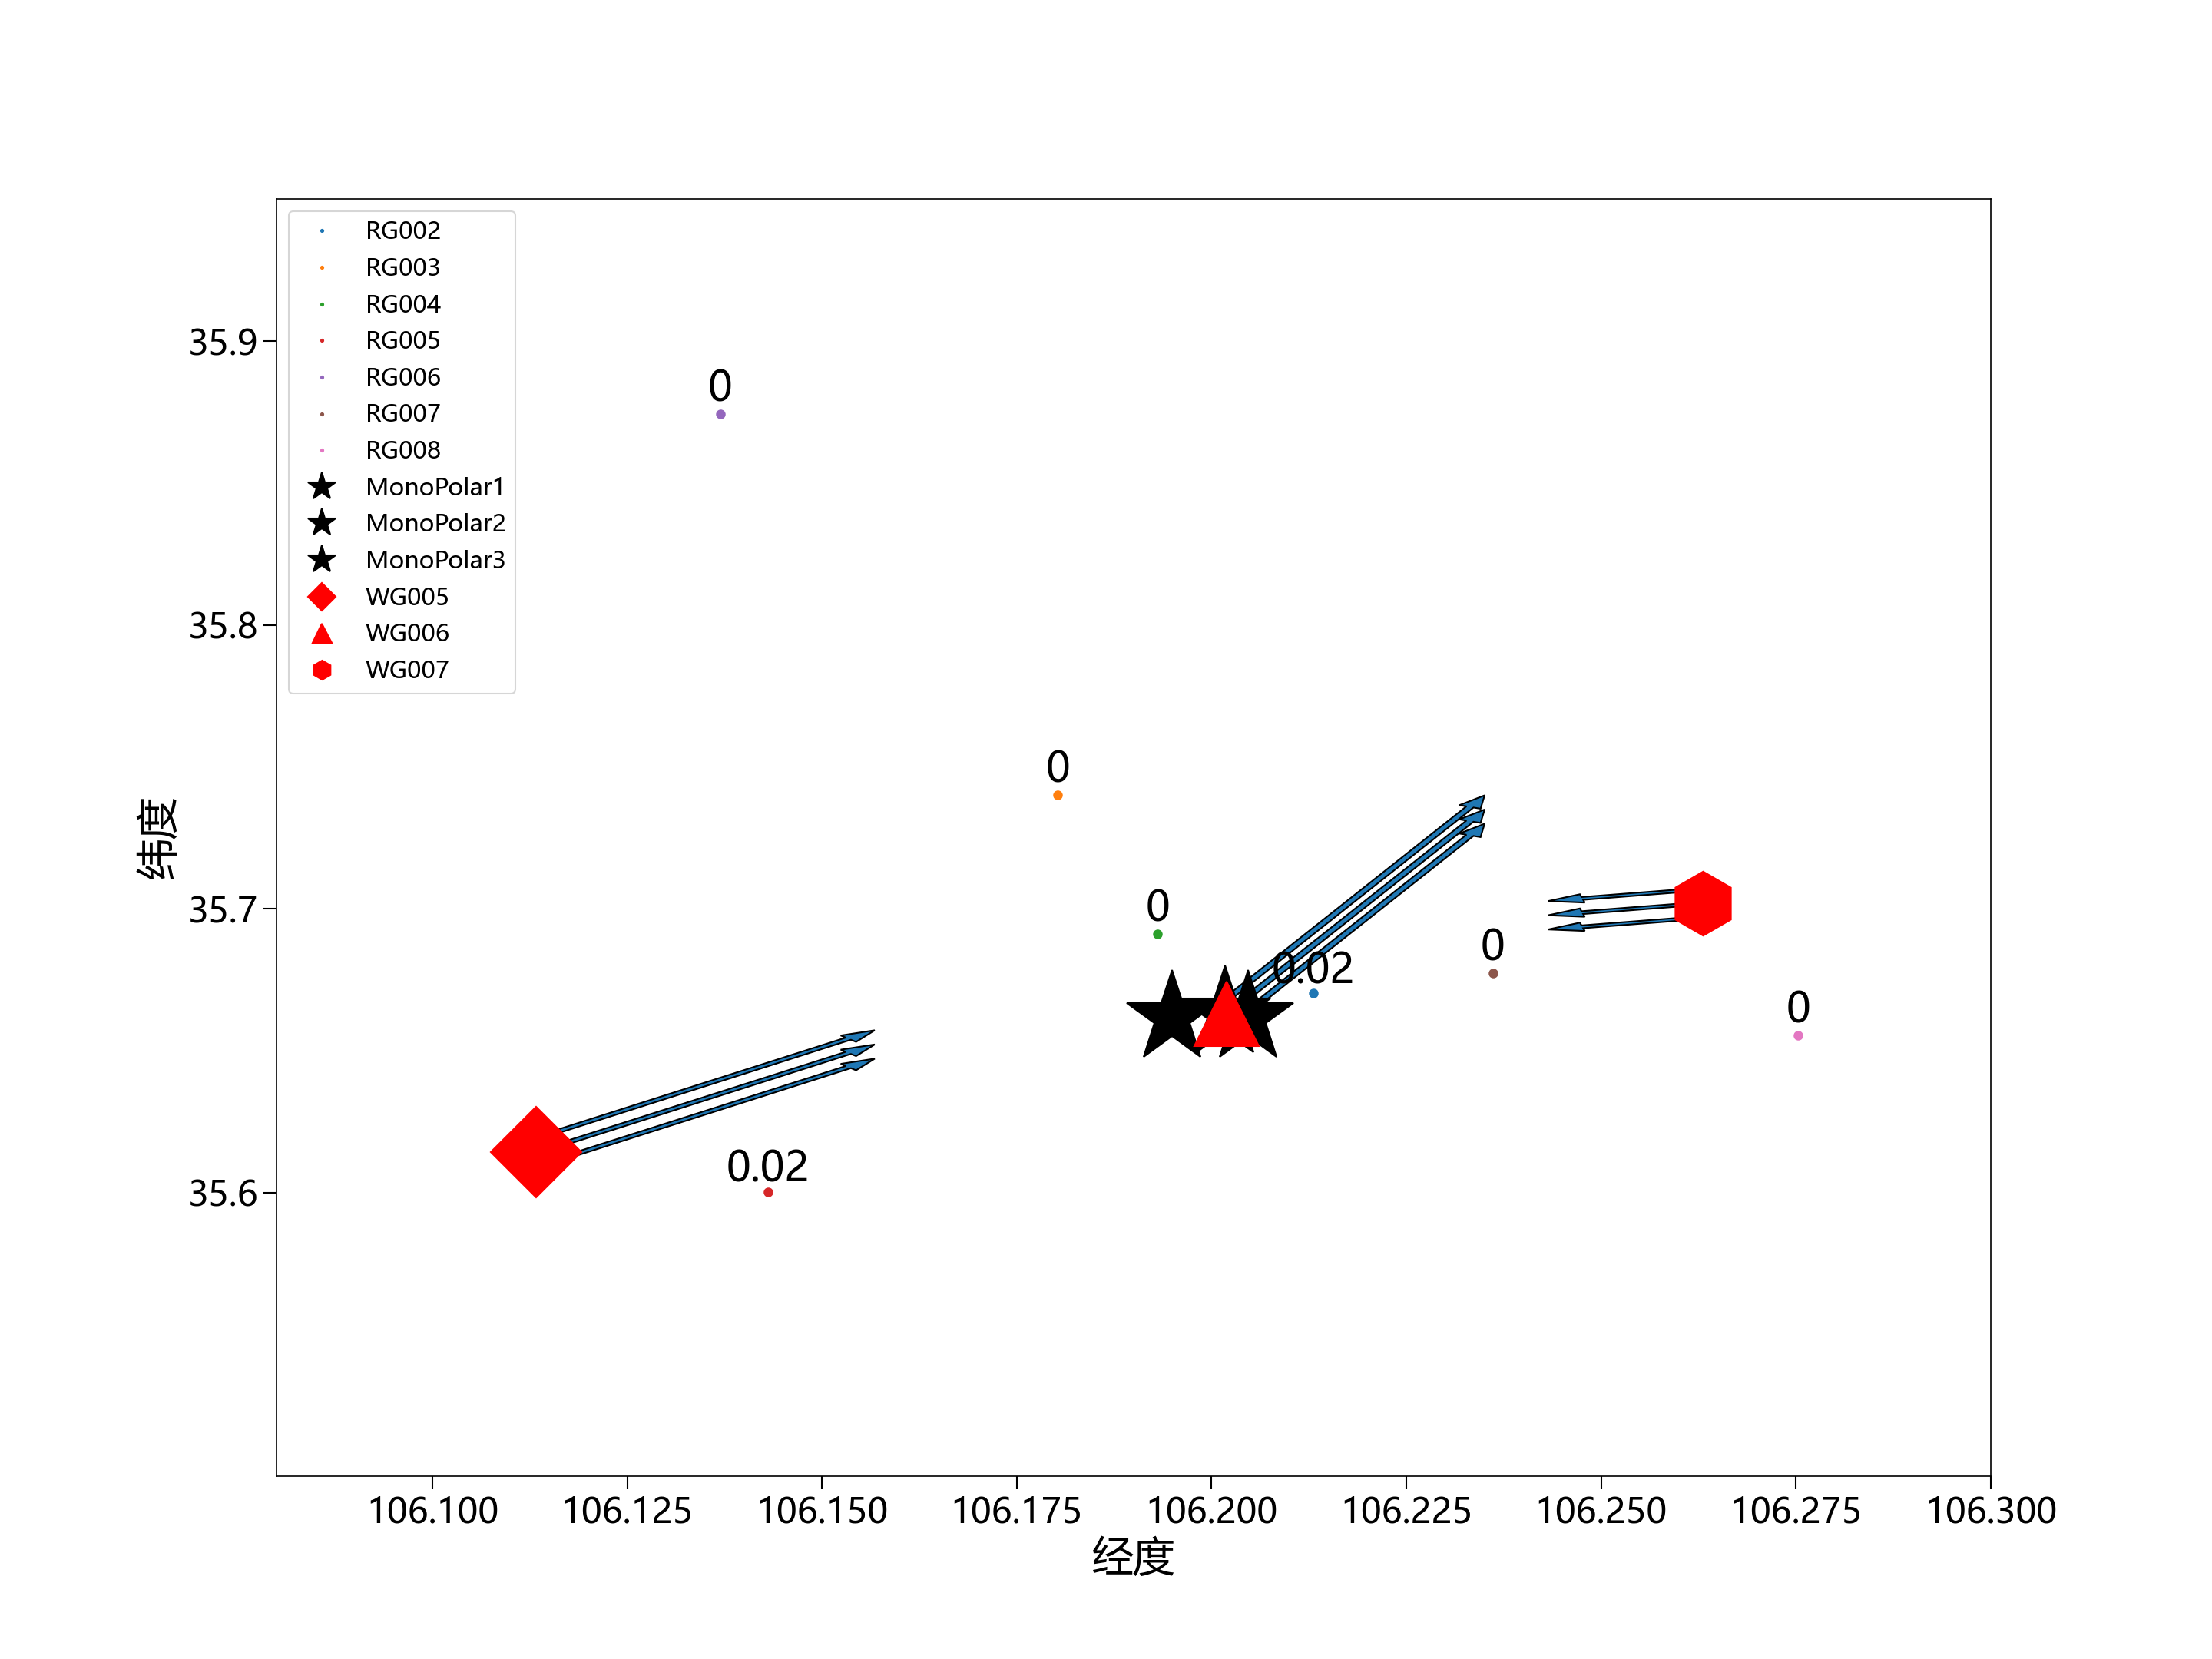 RG002
RG003
RG004
RG005
RG006
RG007
RG008
MonoPolar1
MonoPolar2
MonoPolar3
WG005
WG006
WG007
35.9
35.8
35.7
35.6
纬度
0
0
0
0.02
0
0
0.02
106.100
106.125
106.150
106.175
106.200
106.225
106.250
106.275
106.300
经度